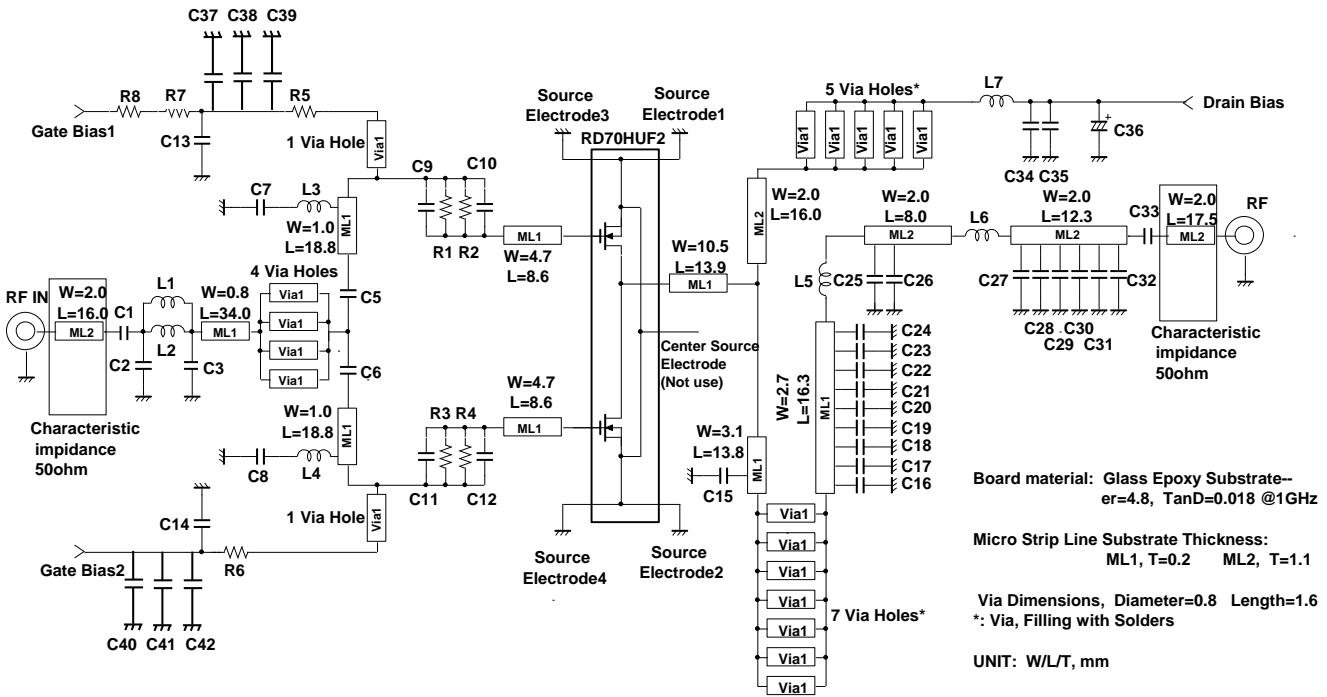 C37 C38 C39
R8 R7 R5
Gate Bias1
C13
1 Via Hole
Via1
Source
Electrode3
Source
Electrode1
RD70HUF2
5 Via Holes*
Via1 Via1 Via1 Via1 Via1
L7
Drain Bias
C34 C35
+
C36
C7 L3
ML1
W=1.0
L=18.8
C9 C10
R1 R2
ML1
W=4.7
L=8.6
W=10.5
L=13.9
ML1
ML2
W=2.0
L=16.0
W=2.0
L=8.0
ML2
L6
W=2.0
L=12.3
ML2
C33
W=2.0
L=17.5
ML2
RF
L5
C25 C26
C27
C28 C30
C29 C31
C32
Characteristic
impedance
50ohm
RF IN
W=2.0
L=16.0
ML2
C1
L1
L2
C2 C3
W=0.8
L=34.0
ML1
4 Via Holes
Via1
Via1
Via1
Via1
C5
C6
Characteristic
impidance
50ohm
Center Source
Electrode
(Not use)
W=2.7
L=16.3
ML1
C24
C23
C22
C21
C20
C19
C18
C17
C16
W=1.0
L=18.8
ML1
C8 L4
R3 R4
C11 C12
W=4.7
L=8.6
ML1
W=3.1
L=13.8
ML1
C15
1 Via Hole
Via1
C14
Gate Bias2
R6
C40 C41 C42
Source
Electrode4
Source
Electrode2
Via1
Via1
Via1
Via1
Via1
Via1
Via1
7 Via Holes*
Board material: Glass Epoxy Substrate--
er=4.8, TanD=0.018 @1GHz
Micro Strip Line Substrate Thickness:
ML1, T=0.2 ML2, T=1.1
Via Dimensions, Diameter=0.8 Length=1.6
*: Via, Filling with Solders
UNIT: W/L/T, mm